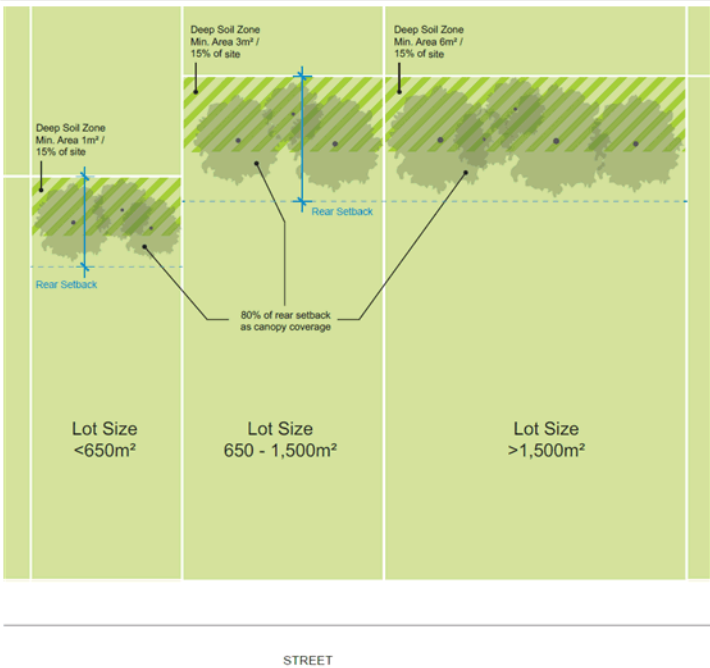 Deep Soil Zone
Min. Area 3m² /
15% of site
Deep Soil Zone
Min. Area 6m² /
15% of site
Deep Soil Zone
Min. Area 1m² /
15% of site
Rear Setback
Rear Setback
80% of rear setback
as canopy coverage
Lot Size
<650m²
Lot Size
650 - 1,500m²
Lot Size
>1,500m²
STREET